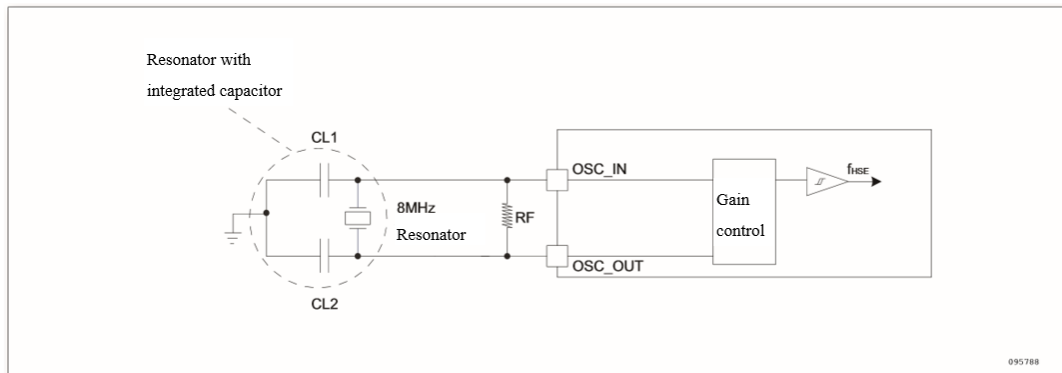 Resonator with
integrated capacitor
CL1
OSC_IN
fHSE
8MHz
Resonator
RF
Gain
control
OSC_OUT
CL2
095788